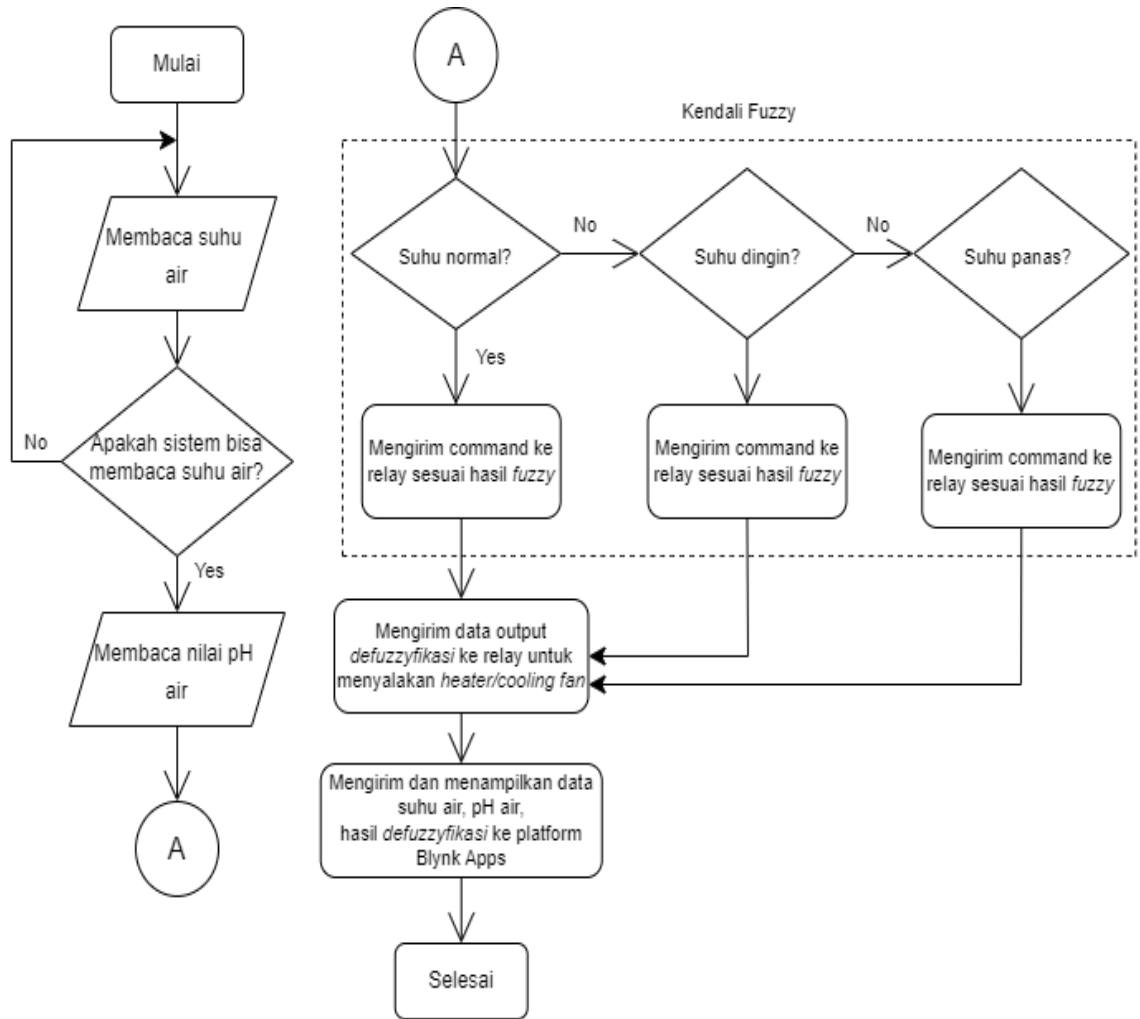 Mulai
Membaca suhu
air
No
Apakah sistem bisa
membaca suhu air?
Yes
Membaca nilai pH
air
A
A
Kendali Fuzzy
Suhu normal?
No
Suhu dingin?
No
Suhu panas?
Yes
Mengirim command ke
relay sesuai hasil fuzzy
Mengirim command ke
relay sesuai hasil fuzzy
Mengirim command ke
relay sesuai hasil fuzzy
Mengirim data output
defuzzyfikasi ke relay untuk
menyalakan heater/cooling fan
Mengirim dan menampilkan data
suhu air, pH air,
hasil defuzzyfikasi ke platform
Blynk Apps
Selesai